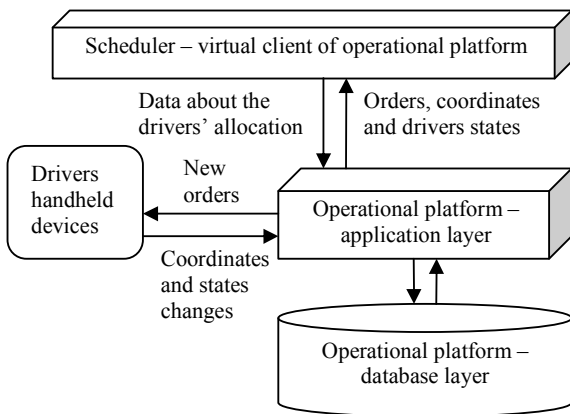 Scheduler – virtual client of operational platform
Data about the
drivers' allocation
Orders, coordinates
and drivers states
Drivers
handheld
devices
New
orders
Operational platform –
application layer
Coordinates
and states
changes
Operational platform –
database layer